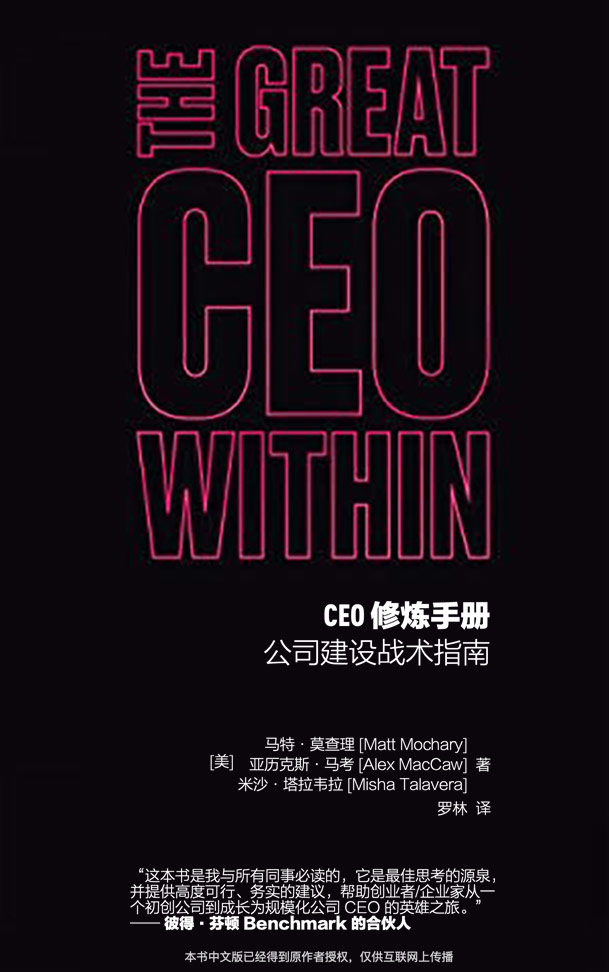 THE GREAT
CEO
WITHIN
CEO 修炼手册
公司建设战术指南
马特·莫查理 [Matt Mochary]
[美] 亚历克斯·马考 [Alex MacCaw] 著
米沙·塔拉韦拉 [Misha Talavera]
罗林 译
“这本书是我与所有同事必读的，它是最佳思考的源泉，
并提供高度可行、务实的建议，帮助创业者/企业家从一
个初创公司到成长为规模化公司 CEO 的英雄之旅。”
—— 彼得·芬顿 Benchmark 的合伙人
本书中文版已经得到原作者授权，仅供互联网上传播